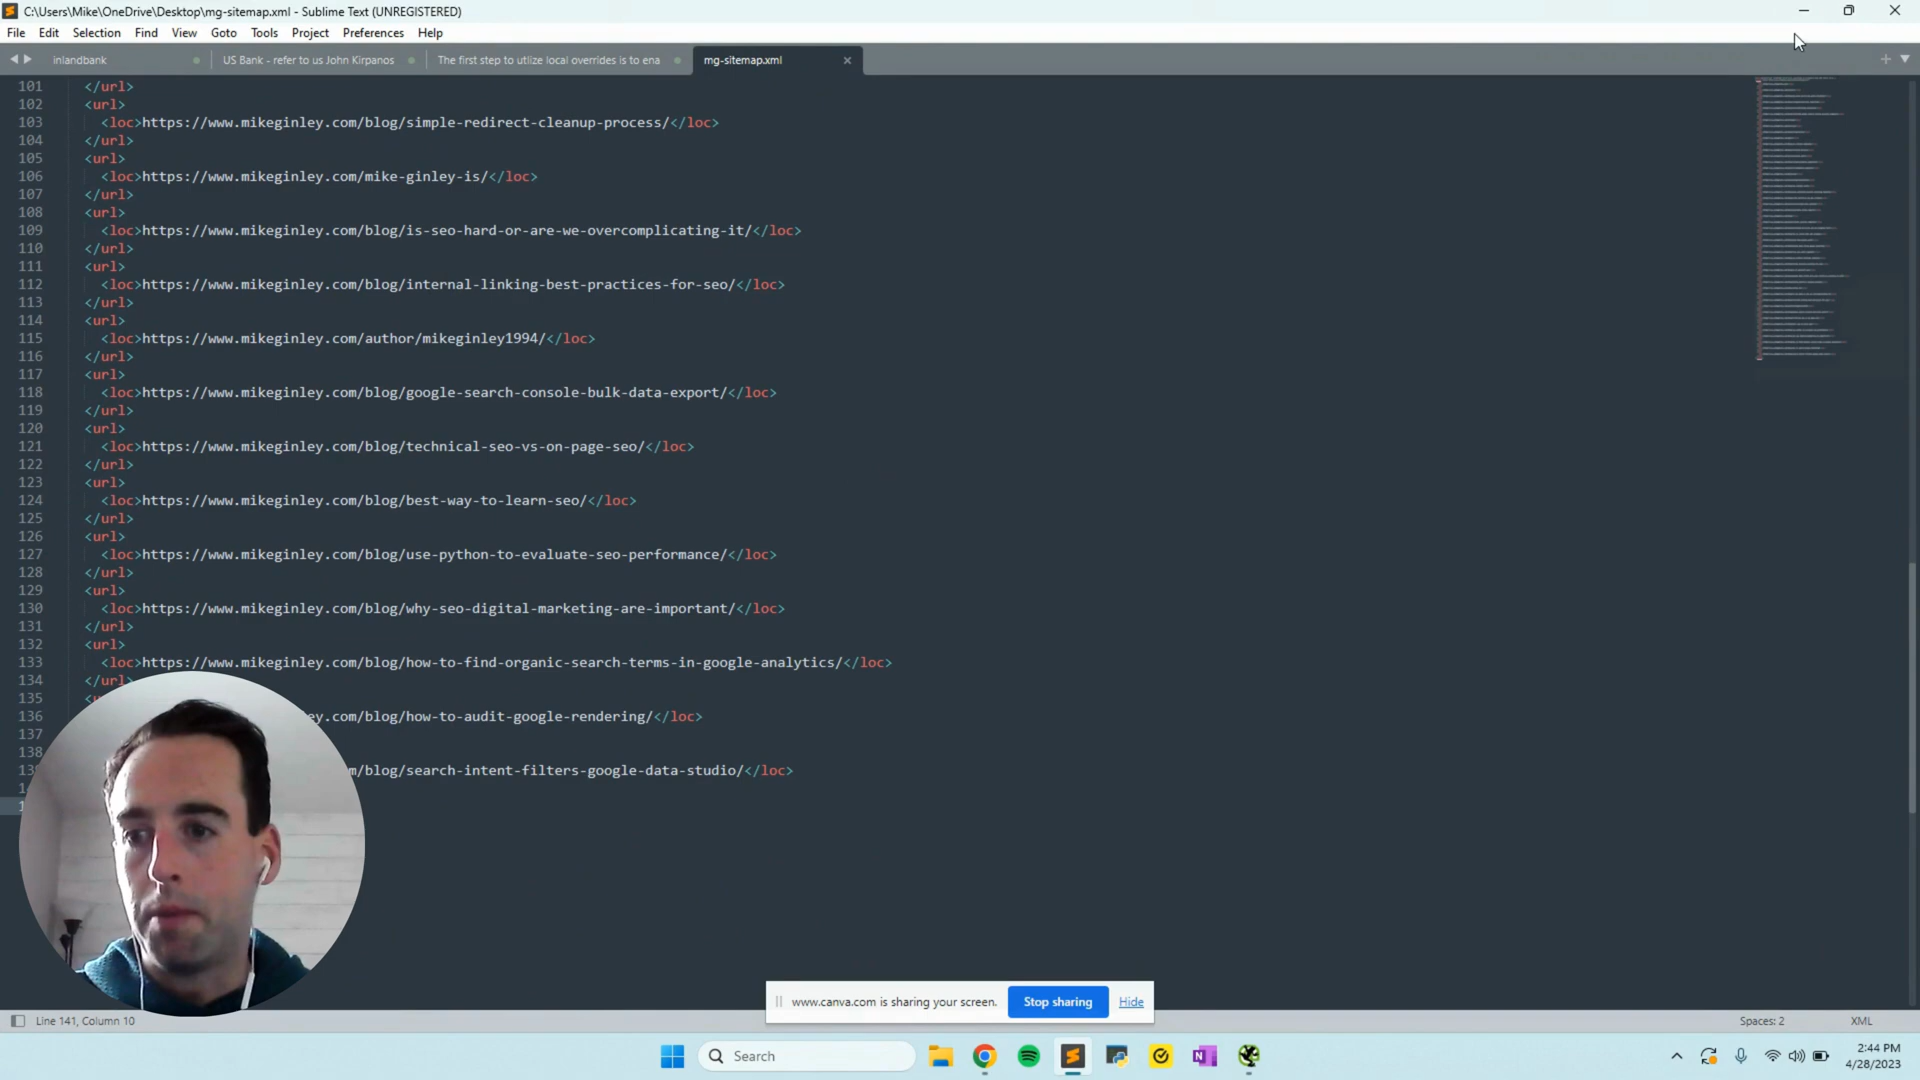 C:\Users\Mike\OneDrive\Desktop\mg-sitemap.xml - Sublime Text (UNREGISTERED)
File Edit Selection Find View Goto Tools Project Preferences Help
inlandbank US Bank - refer to us John Kirpanos The first step to utlize local overrides is to ena mg-sitemap.xml
101 </url>
102 <url>
103 <loc>https://www.mikeginley.com/blog/simple-redirect-cleanup-process/</loc>
104 </url>
105 <url>
106 <loc>https://www.mikeginley.com/mike-ginley-is/</loc>
107 </url>
108 <url>
109 <loc>https://www.mikeginley.com/blog/is-seo-hard-or-are-we-overcomplicating-it/</loc>
110 </url>
111 <url>
112 <loc>https://www.mikeginley.com/blog/internal-linking-best-practices-for-seo/</loc>
113 </url>
114 <url>
115 <loc>https://www.mikeginley.com/author/mikeginley1994/</loc>
116 </url>
117 <url>
118 <loc>https://www.mikeginley.com/blog/google-search-console-bulk-data-export/</loc>
119 </url>
120 <url>
121 <loc>https://www.mikeginley.com/blog/technical-seo-vs-on-page-seo/</loc>
122 </url>
123 <url>
124 <loc>https://www.mikeginley.com/blog/best-way-to-learn-seo/</loc>
125 </url>
126 <url>
127 <loc>https://www.mikeginley.com/blog/use-python-to-evaluate-seo-performance/</loc>
128 </url>
129 <url>
130 <loc>https://www.mikeginley.com/blog/why-seo-digital-marketing-are-important/</loc>
131 </url>
132 <url>
133 <loc>https://www.mikeginley.com/blog/how-to-find-organic-search-terms-in-google-analytics/</loc>
134 </url>
135
136 ey.com/blog/how-to-audit-google-rendering/</loc>
137
138
139 m/blog/search-intent-filters-google-data-studio/</loc>
www.canva.com is sharing your screen. Stop sharing Hide
Line 141, Column 10 Spaces: 2 XML
Search
2:44 PM
4/28/2023